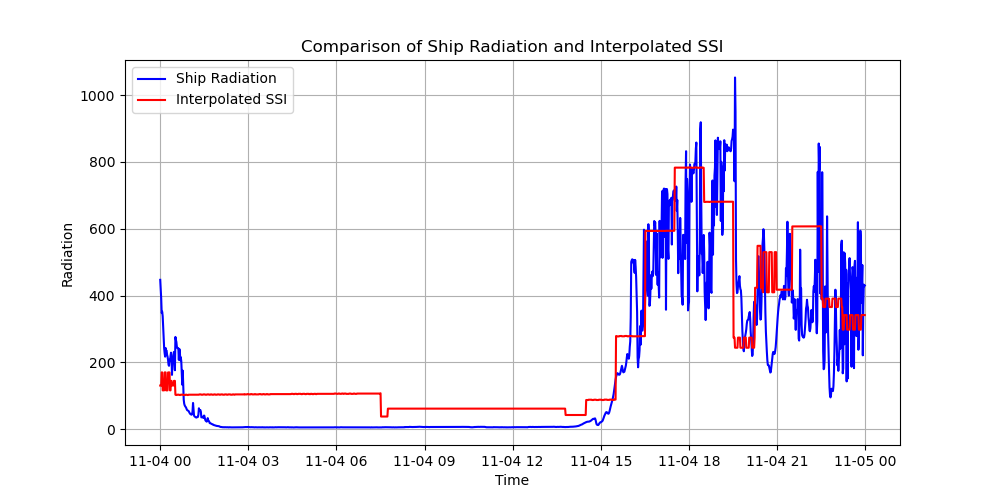 Comparison of Ship Radiation and Interpolated SSI
Ship Radiation
Interpolated SSI
Radiation
1000
800
600
400
200
0
11-04 00 11-04 03 11-04 06 11-04 09 11-04 12 11-04 15 11-04 18 11-04 21 11-05 00
Time